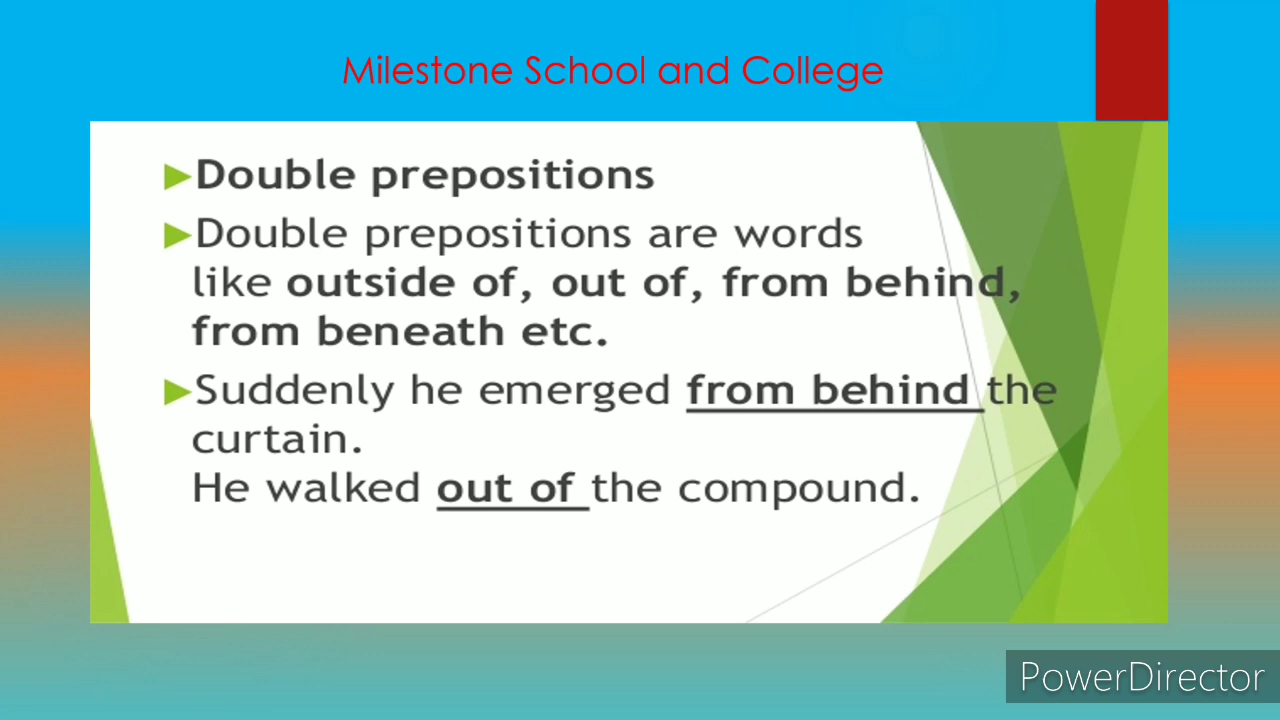 Milestone School and College
Double prepositions
Double prepositions are words
like outside of, out of, from behind,
from beneath etc.
Suddenly he emerged from behind the
curtain.
He walked out of the compound.
PowerDirector